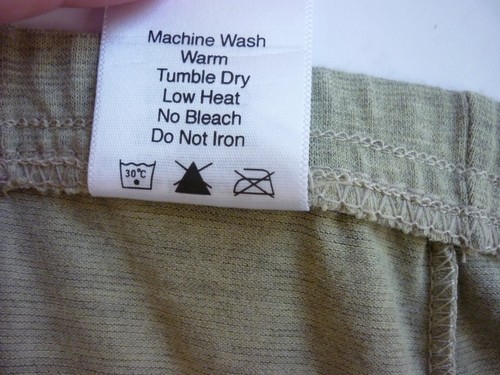 Machine Wash
Warm
Tumble Dry
Low Heat
No Bleach
Do Not Iron
30°C